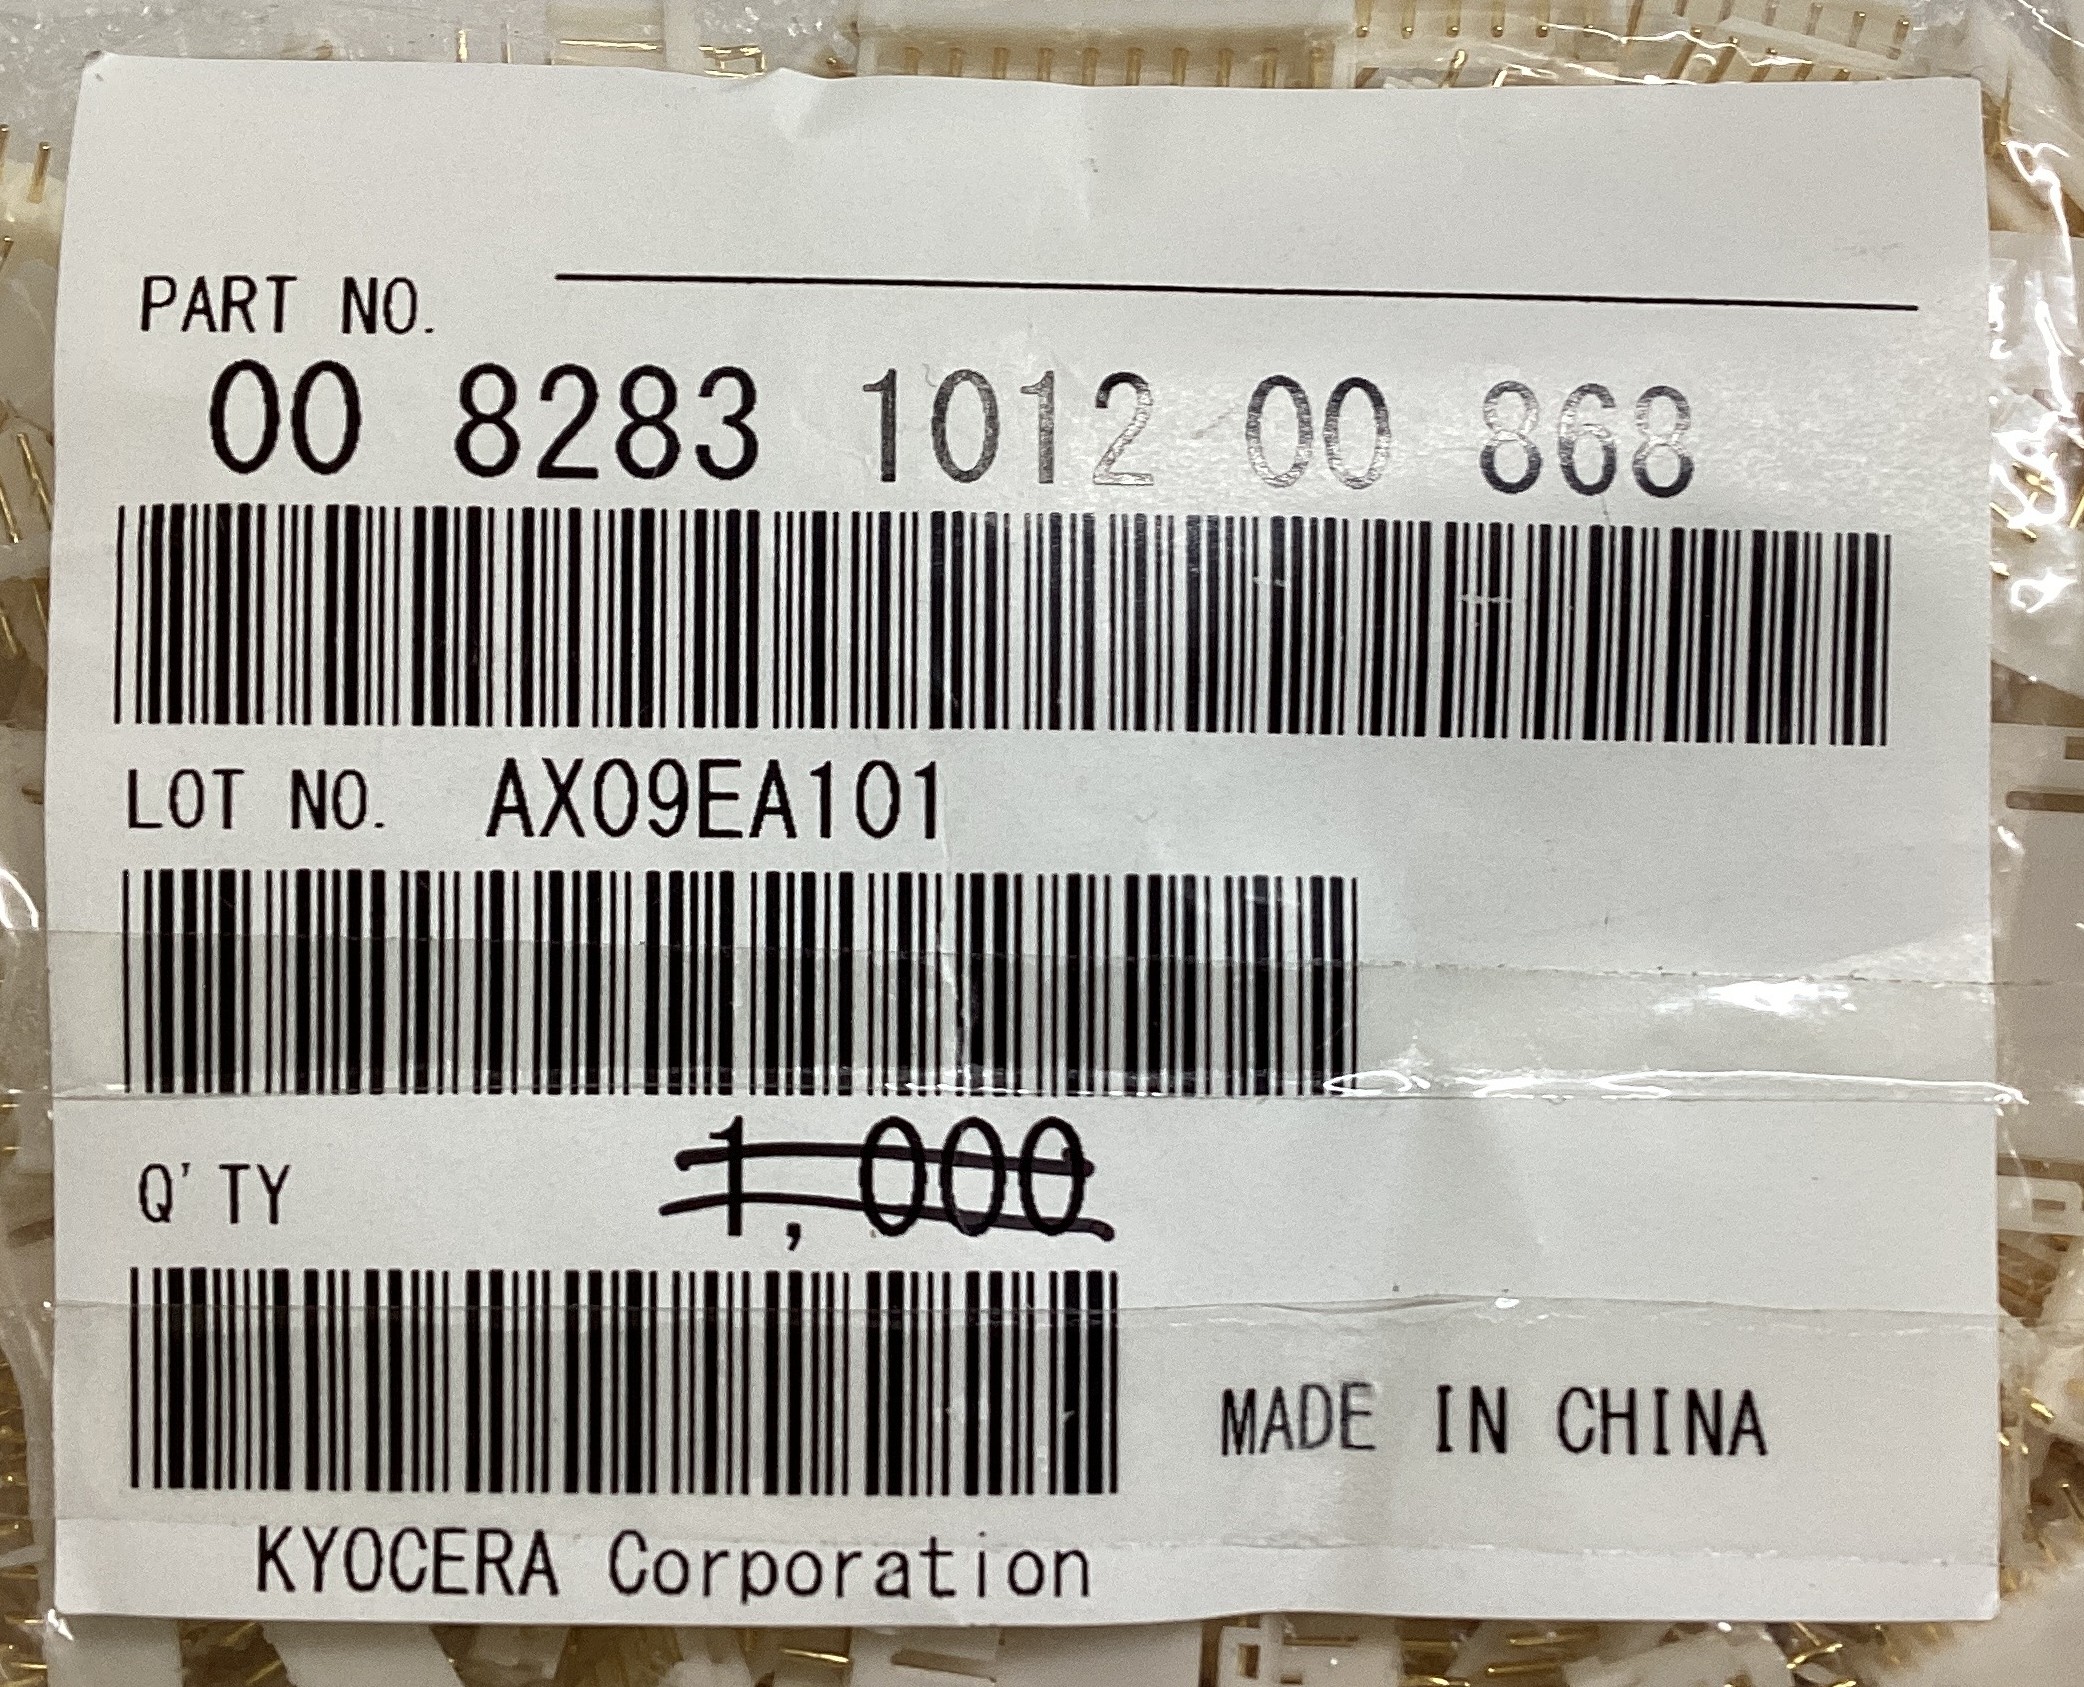 PART NO.
00 8283 1012 00 868
LOT NO. AX09EA101
Q'TY 1,000
MADE IN CHINA
KYOCERA Corporation